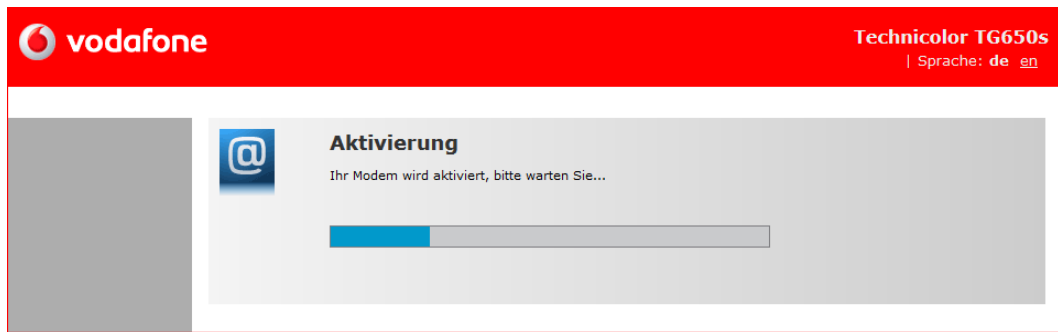 vodafone
Technicolor TG650s
| Sprache: de en
@
Aktivierung
Ihr Modem wird aktiviert, bitte warten Sie...